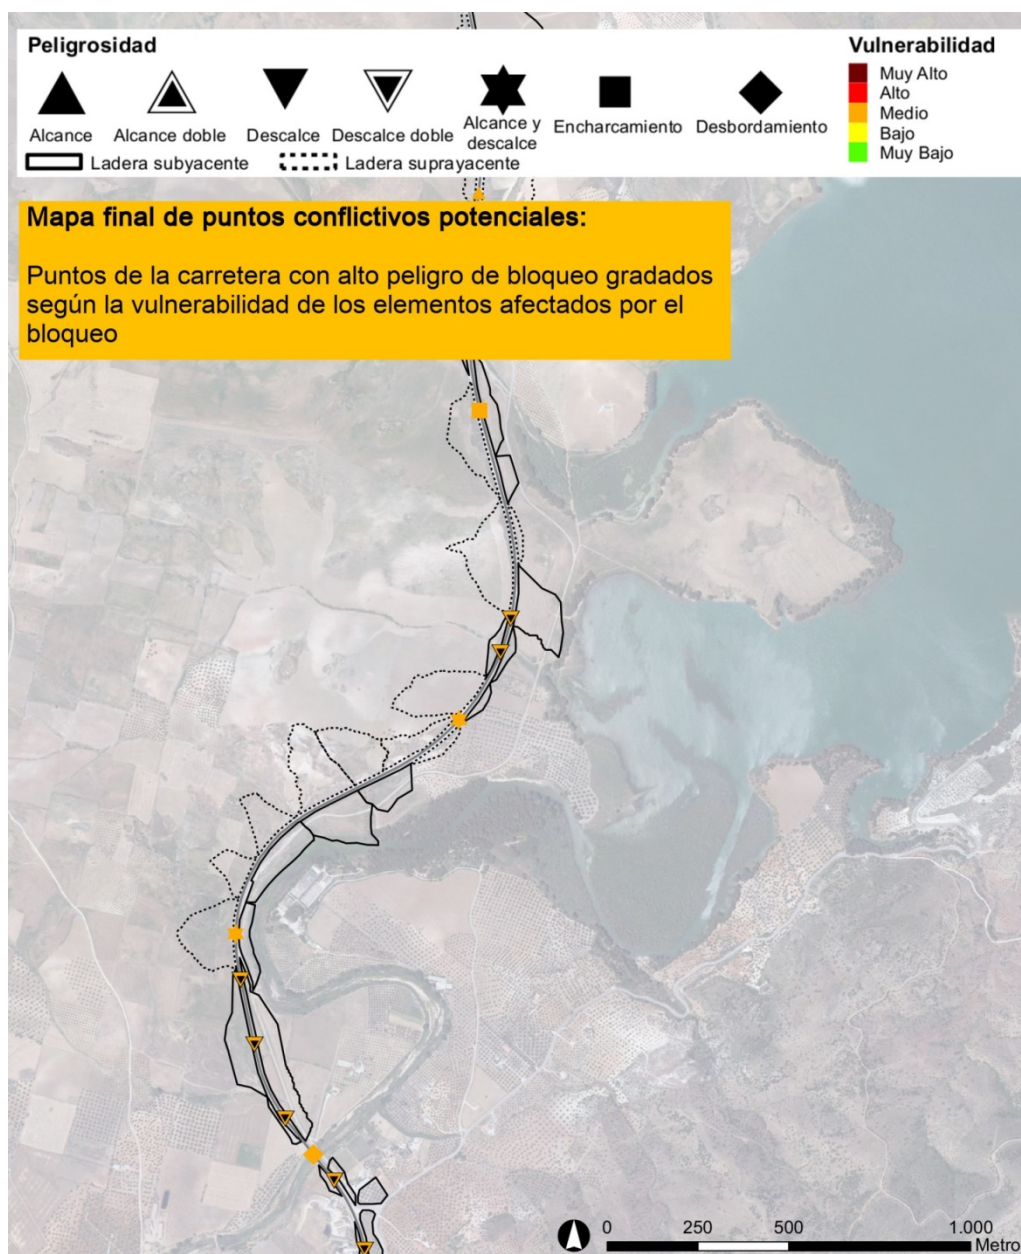 Peligrosidad
Vulnerabilidad
Alcance
Alcance doble
Descalce
Descalce doble
Alcance y
descalce
Encharcamiento
Desbordamiento
Muy Alto
Alto
Medio
Bajo
Muy Bajo
Ladera subyacente
Ladera suprayacente
Mapa final de puntos conflictivos potenciales:
Puntos de la carretera con alto peligro de bloqueo gradados
según la vulnerabilidad de los elementos afectados por el
bloqueo
0 250 500 1.000
Metro